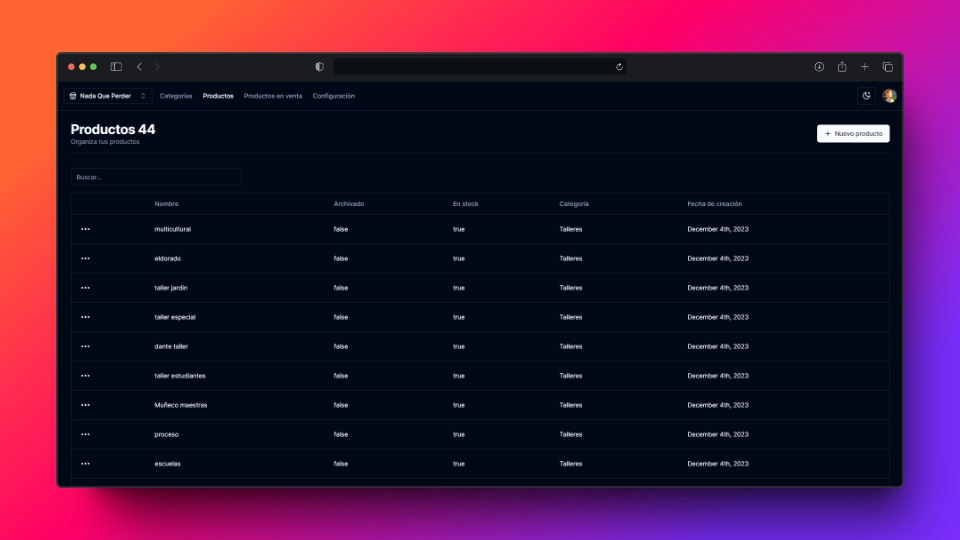 Nada Que Perder Categorias Productos Productos en venta Configuración
Productos 44
Organiza tus productos
+ Nuevo producto
Buscar...
Nombre Archivado En stock Categoría Fecha de creación
multicultural false true Talleres December 4th, 2023
eldorado false true Talleres December 4th, 2023
taller jardin false true Talleres December 4th, 2023
taller especial false true Talleres December 4th, 2023
dante taller false true Talleres December 4th, 2023
taller estudiantes false true Talleres December 4th, 2023
Muñeco maestras false true Talleres December 4th, 2023
proceso false true Talleres December 4th, 2023
escuelas false true Talleres December 4th, 2023